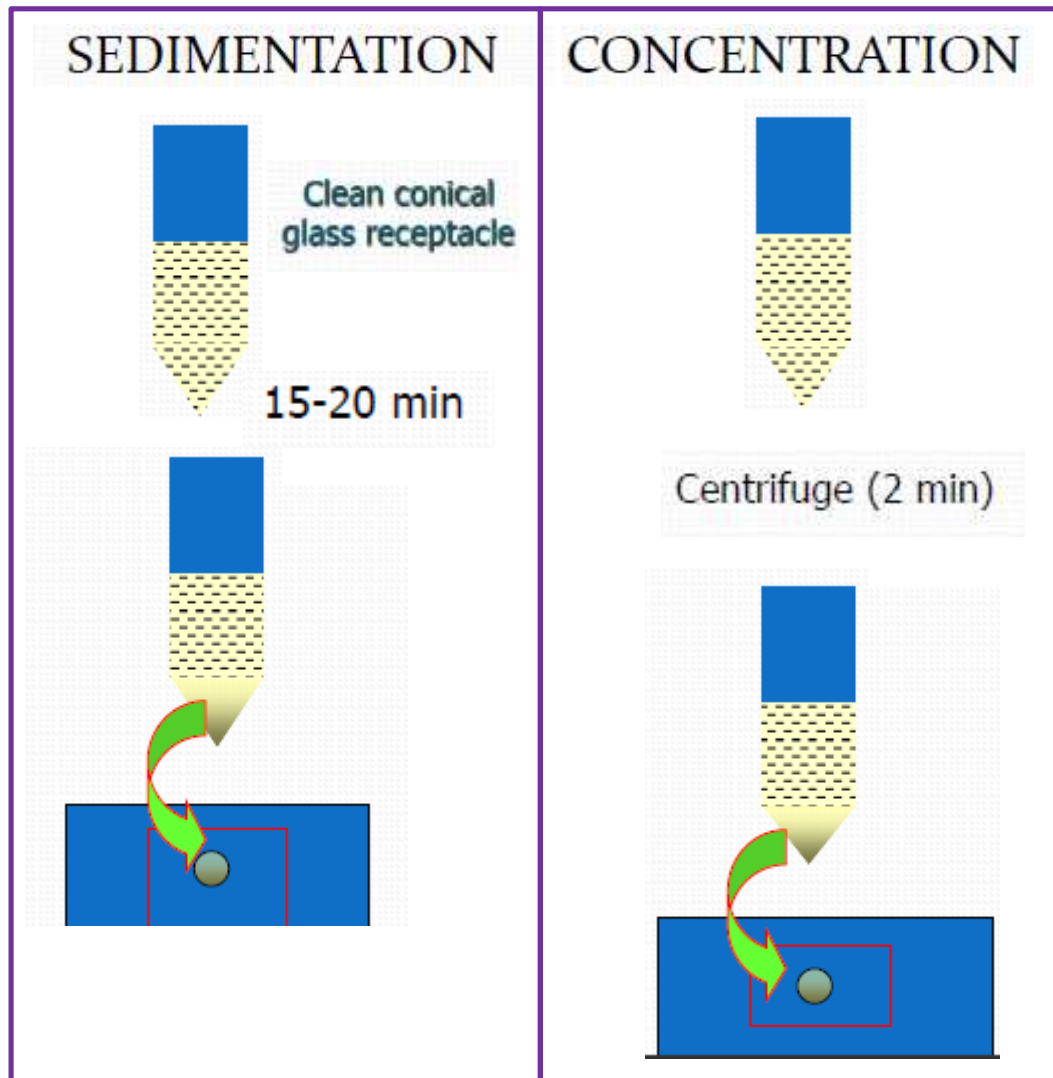 SEDIMENTATION
Clean conical
glass receptacle
15-20 min
CONCENTRATION
Centrifuge (2 min)